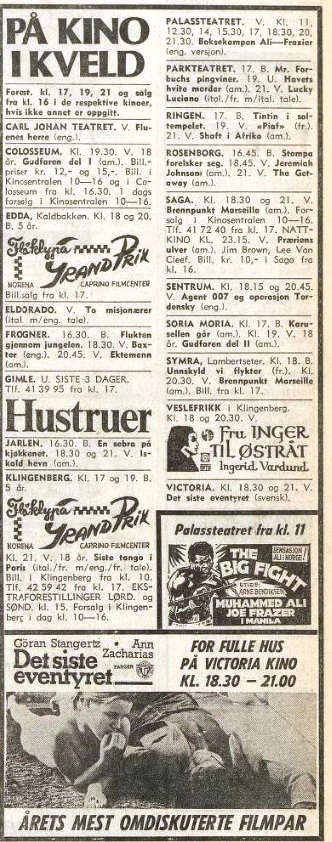 PÅ KINO
I KVELD
Forest. kl. 17, 19, 21 og salg
fra kl. 16 i de respektive kinoer,
hvis ikke annet er oppgitt.
CARL JOHAN TEATRET. V. Flu-
enes herre (eng.).
COLOSSEUM. Kl. 19.30. V. 18
år. Gudfaren del I (am.). Bill.-
priser kr. 12,- og 15,-. Bill. i
Kinosentralen 10—16 og i Co-
losseum fra kl. 16.30. I dags
forsalg i Kinosentralen 10—16.
EDDA, Kaldbakken. Kl. 18 og 20.
B. 5 år.
Flåklypa
GRAND PRIX
NORENA CAPRINO FILMCENTER
Bill.salg fra kl. 17.
ELDORADO. V. To misjonærer
(ital./eng.).
FROGNER. 16.30. B. Flukten
gjennom jungelen. 18.30. V. Bax-
ter (eng.). 20.45. V. Ektemenn
(am.).
GIMLE. U. SISTE 3 DAGER.
Tlf. 41 39 95 fra kl. 17.
Hustruer
JARLEN. 16.30. B. En sebra på
kjøkkenet. 18.30 og 21. V. Is-
kald hevn (am.).
KLINGENBERG. Kl. 17 og 19. B.
5 år.
Flåklypa
GRAND PRIX
NORENA CAPRINO FILMCENTER
Kl. 21. V. 18 år. Siste tango i
Paris (ital./fr. m/eng./fr. tale).
Bill. i Klingenberg fra kl. 10.
Tlf. 42 59 42 fra kl. 17. EKS-
TRAFORESTILLINGER LØRD. og
SØND. kl. 15. Forsalg i Klingen-
berg i dag kl. 10—16.
PALASSTEATRET. V. Kl. 11,
12.30, 14, 15.30, 17, 18.30, 20,
21.30. Boksekampen Ali—Frazier
(eng. versjon).
PARKTEATRET. 17. B. Mr. For-
buchs pingviner. 19. U. Havets
hvite morder (am.). 21. V. Lucky
Luciano (ital./fr. m/ital. tale).
RINGEN. 17. B. Tintin i sol-
tempelet. 19. V. «Piaf» (fr.).
21. V. Shaft i Afrika (am.).
ROSENBORG. 16.45. B. Stompa
forelsker seg. 18.45. V. Jeremiah
Johnson (am.). 21. V. The Get-
away (am.).
SAGA. Kl. 18.30 og 21. V.
Brennpunkt Marseille (am.). For-
salg i Kinosentralen 10—16.
Tlf. 41 72 40 fra kl. 17. NATT-
KINO KL. 23.15. V. Præriens
ulver (am.). Jim Brown, Lee Van
Cleef. Bill. kr. 10,- i Saga fra
kl. 16.
SENTRUM. Kl. 18.15 og 20.45.
V. Agent 007 og operasjon Tor-
densky (eng.).
SORIA MORIA. Kl. 17. B. Karu-
sellen går (am.). Kl. 19. V. 18
år. Gudfaren del II (am.).
SYMRA, Lambertseter. Kl. 18. B.
Unnskyld vi flykter (fr.). Kl.
20.30. V. Brennpunkt Marseille
(am.). Bill. fra kl. 17.
VESLEFRIKK i Klingenberg.
Kl. 18 og 20.30. V.
Fru INGER
TIL ØSTRÅT
Ingerid Vardund
VICTORIA. Kl. 18.30 og 21. V.
Det siste eventyret (svensk).
Palassteatret fra kl. 11
THE
BIG FIGHT
SENSASJON
ALI I NORGE!
UTIDE:
ARNE BENDIKSEN
MUHAMMED ALI
JOE FRAZER
I MANILA
Göran Stangertz • Ann
Zacharias
Det siste
eventyret
FARGER
FOR FULLE HUS
PÅ VICTORIA KINO
KL. 18.30 – 21.00
ÅRETS MEST OMDISKUTERTE FILMPAR